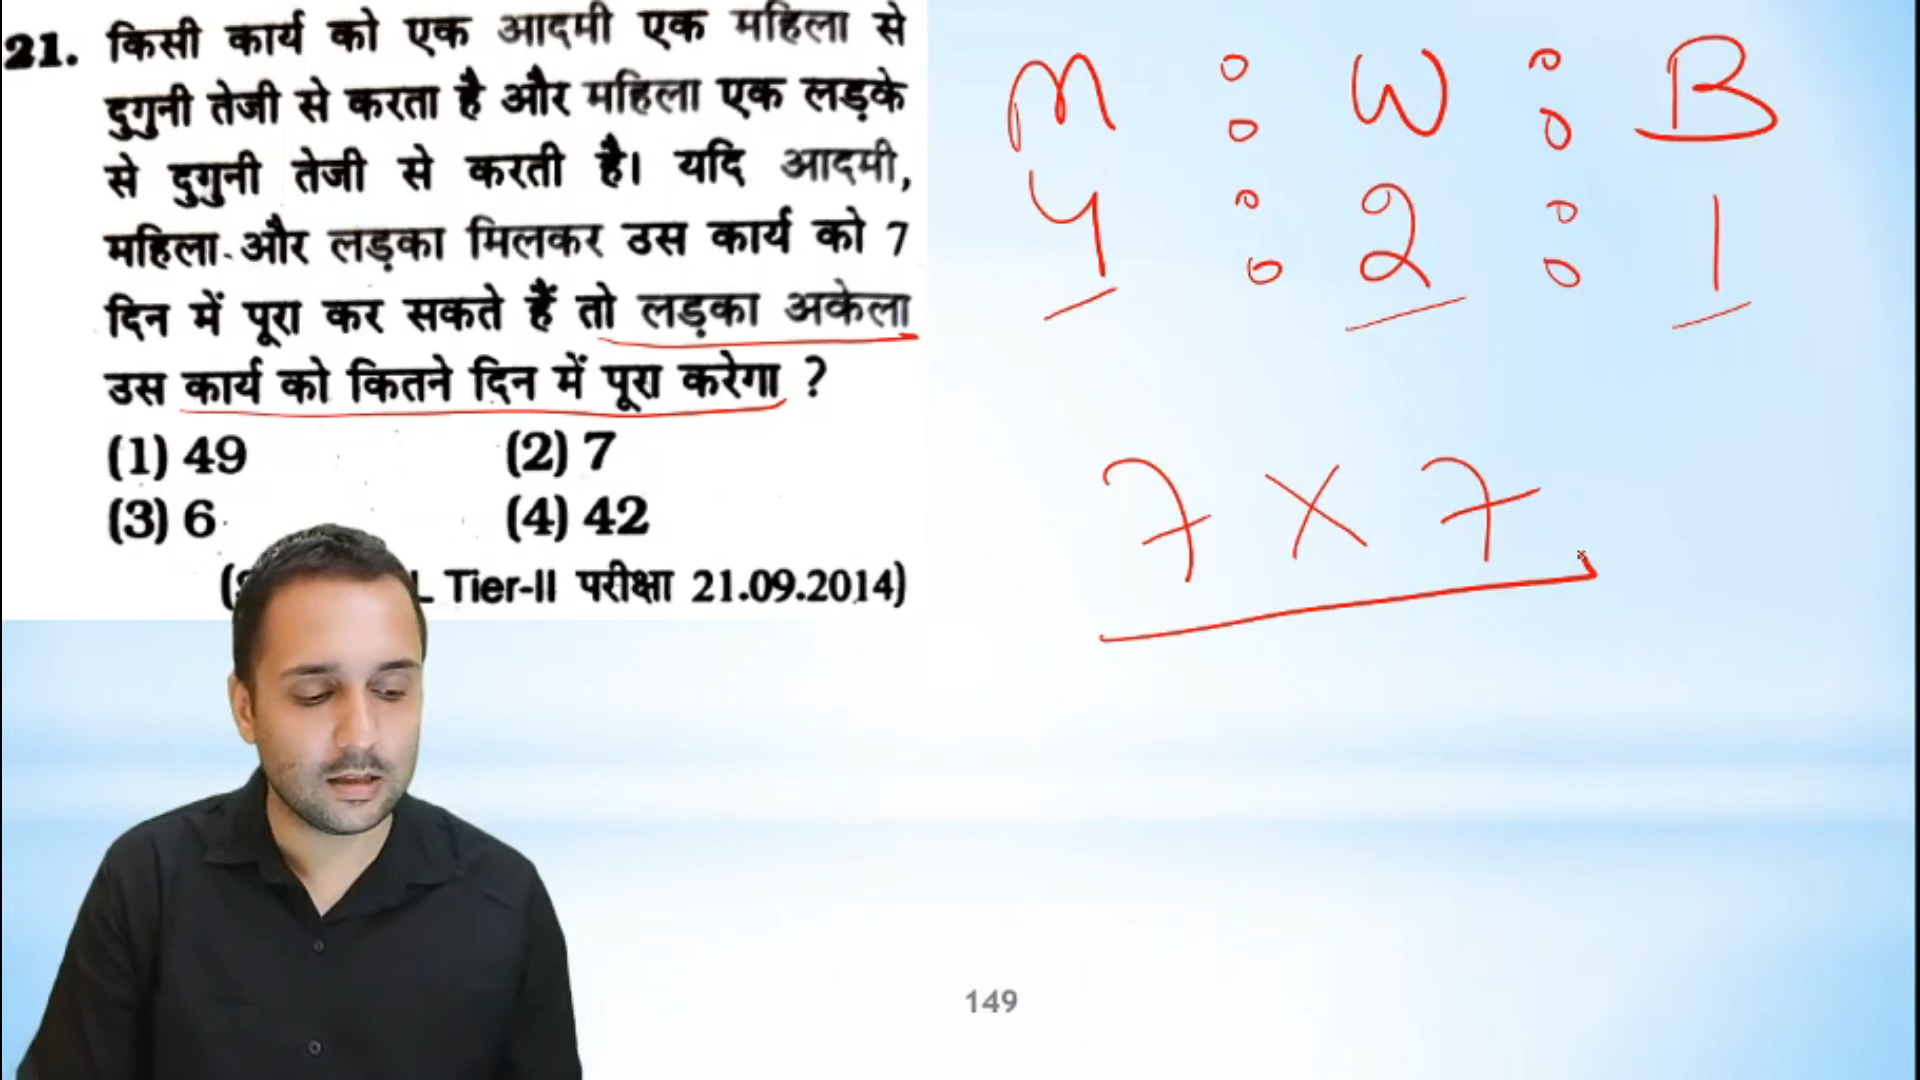 21. किसी कार्य को एक आदमी एक महिला से
दुगुनी तेजी से करता है और महिला एक लड़के
से दुगुनी तेजी से करती है। यदि आदमी,
महिला और लड़का मिलकर उस कार्य को 7
दिन में पूरा कर सकते हैं तो लड़का अकेला
उस कार्य को कितने दिन में पूरा करेगा ?
(1) 49 (2) 7
(3) 6 (4) 42
Tier-II परीक्षा 21.09.2014)
M : W : B
4 : 2 : 1
7 × 7
149